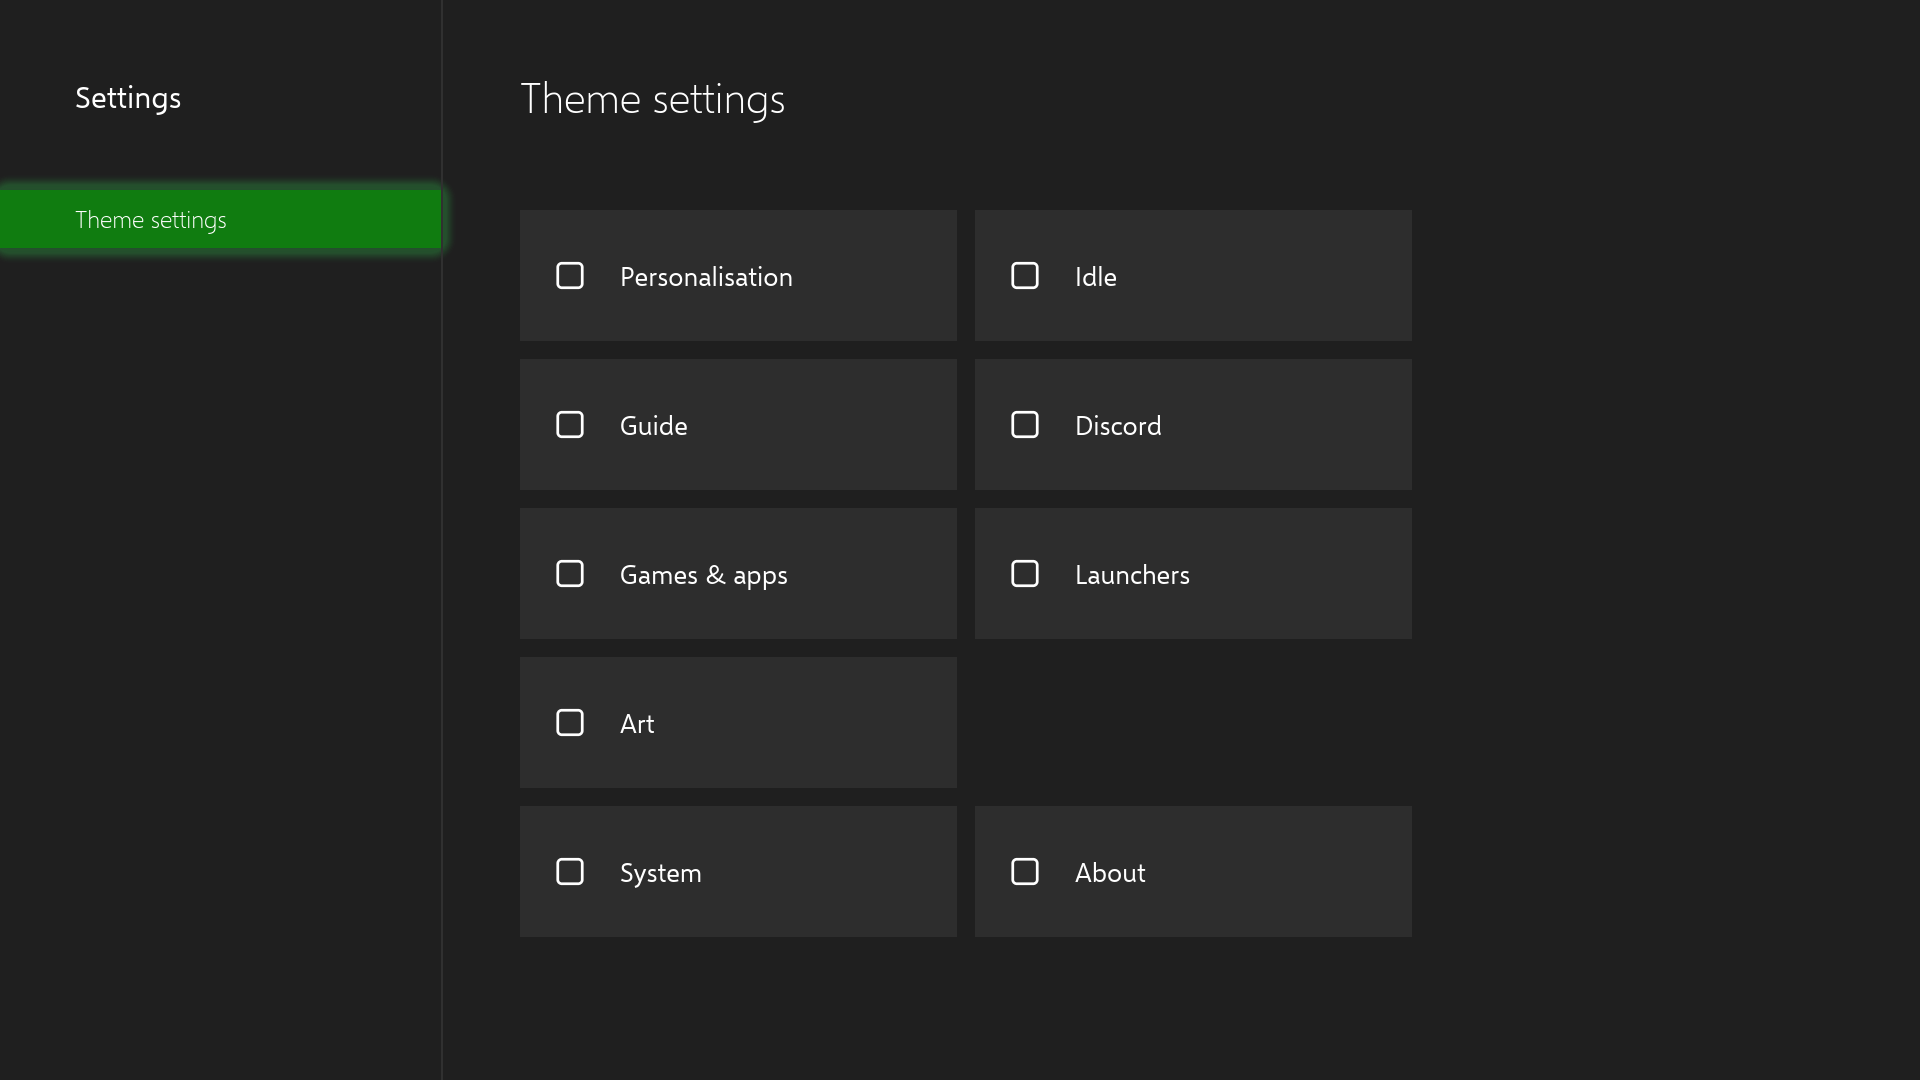 Settings
Theme settings
Theme settings
Personalisation
Idle
Guide
Discord
Games & apps
Launchers
Art
System
About